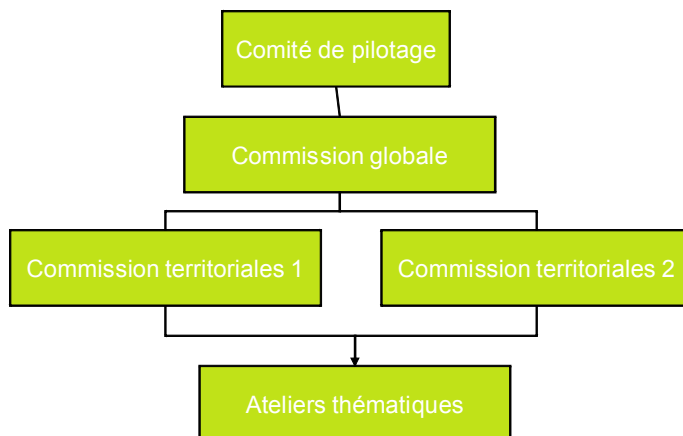 Comité de pilotage
Commission globale
Commission territoriales 1
Commission territoriales 2
Ateliers thématiques